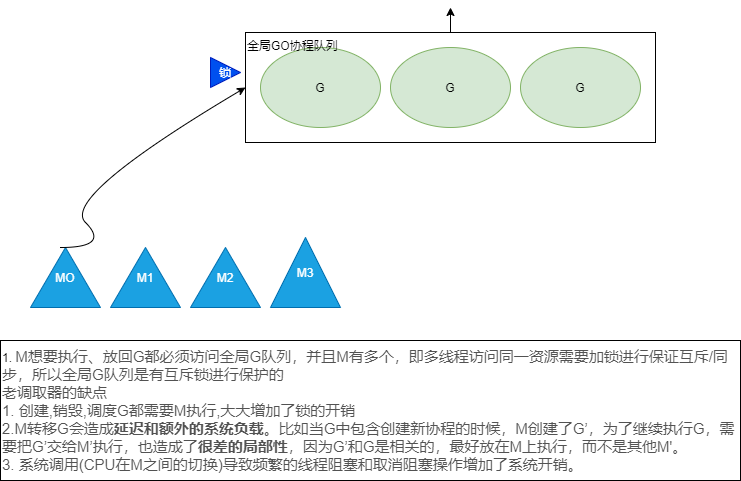 全局GO协程队列
锁
G
G
G
M0
M1
M2
M3
1. M想要执行、放回G都必须访问全局G队列，并且M有多个，即多线程访问同一资源需要加锁进行保证互斥/同
步，所以全局G队列是有互斥锁进行保护的
老调取器的缺点
1. 创建,销毁,调度G都需要M执行,大大增加了锁的开销
2.M转移G会造成延迟和额外的系统负载。比如当G中包含创建新协程的时候，M创建了G’，为了继续执行G，需
要把G’交给M’执行，也造成了很差的局部性，因为G’和G是相关的，最好放在M上执行，而不是其他M’。
3. 系统调用(CPU在M之间的切换)导致频繁的线程阻塞和取消阻塞操作增加了系统开销。